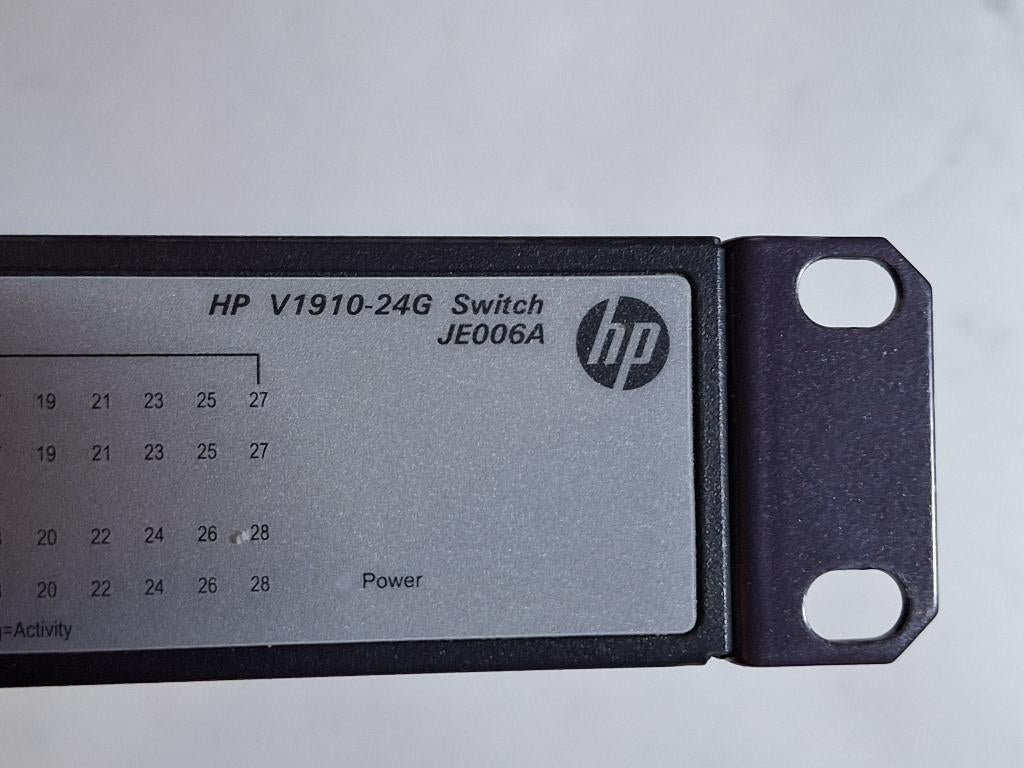 HP V1910-24G Switch
JE006A
hp
19 21 23 25 27
19 21 23 25 27
20 22 24 26 28
20 22 24 26 28
Power
=Activity